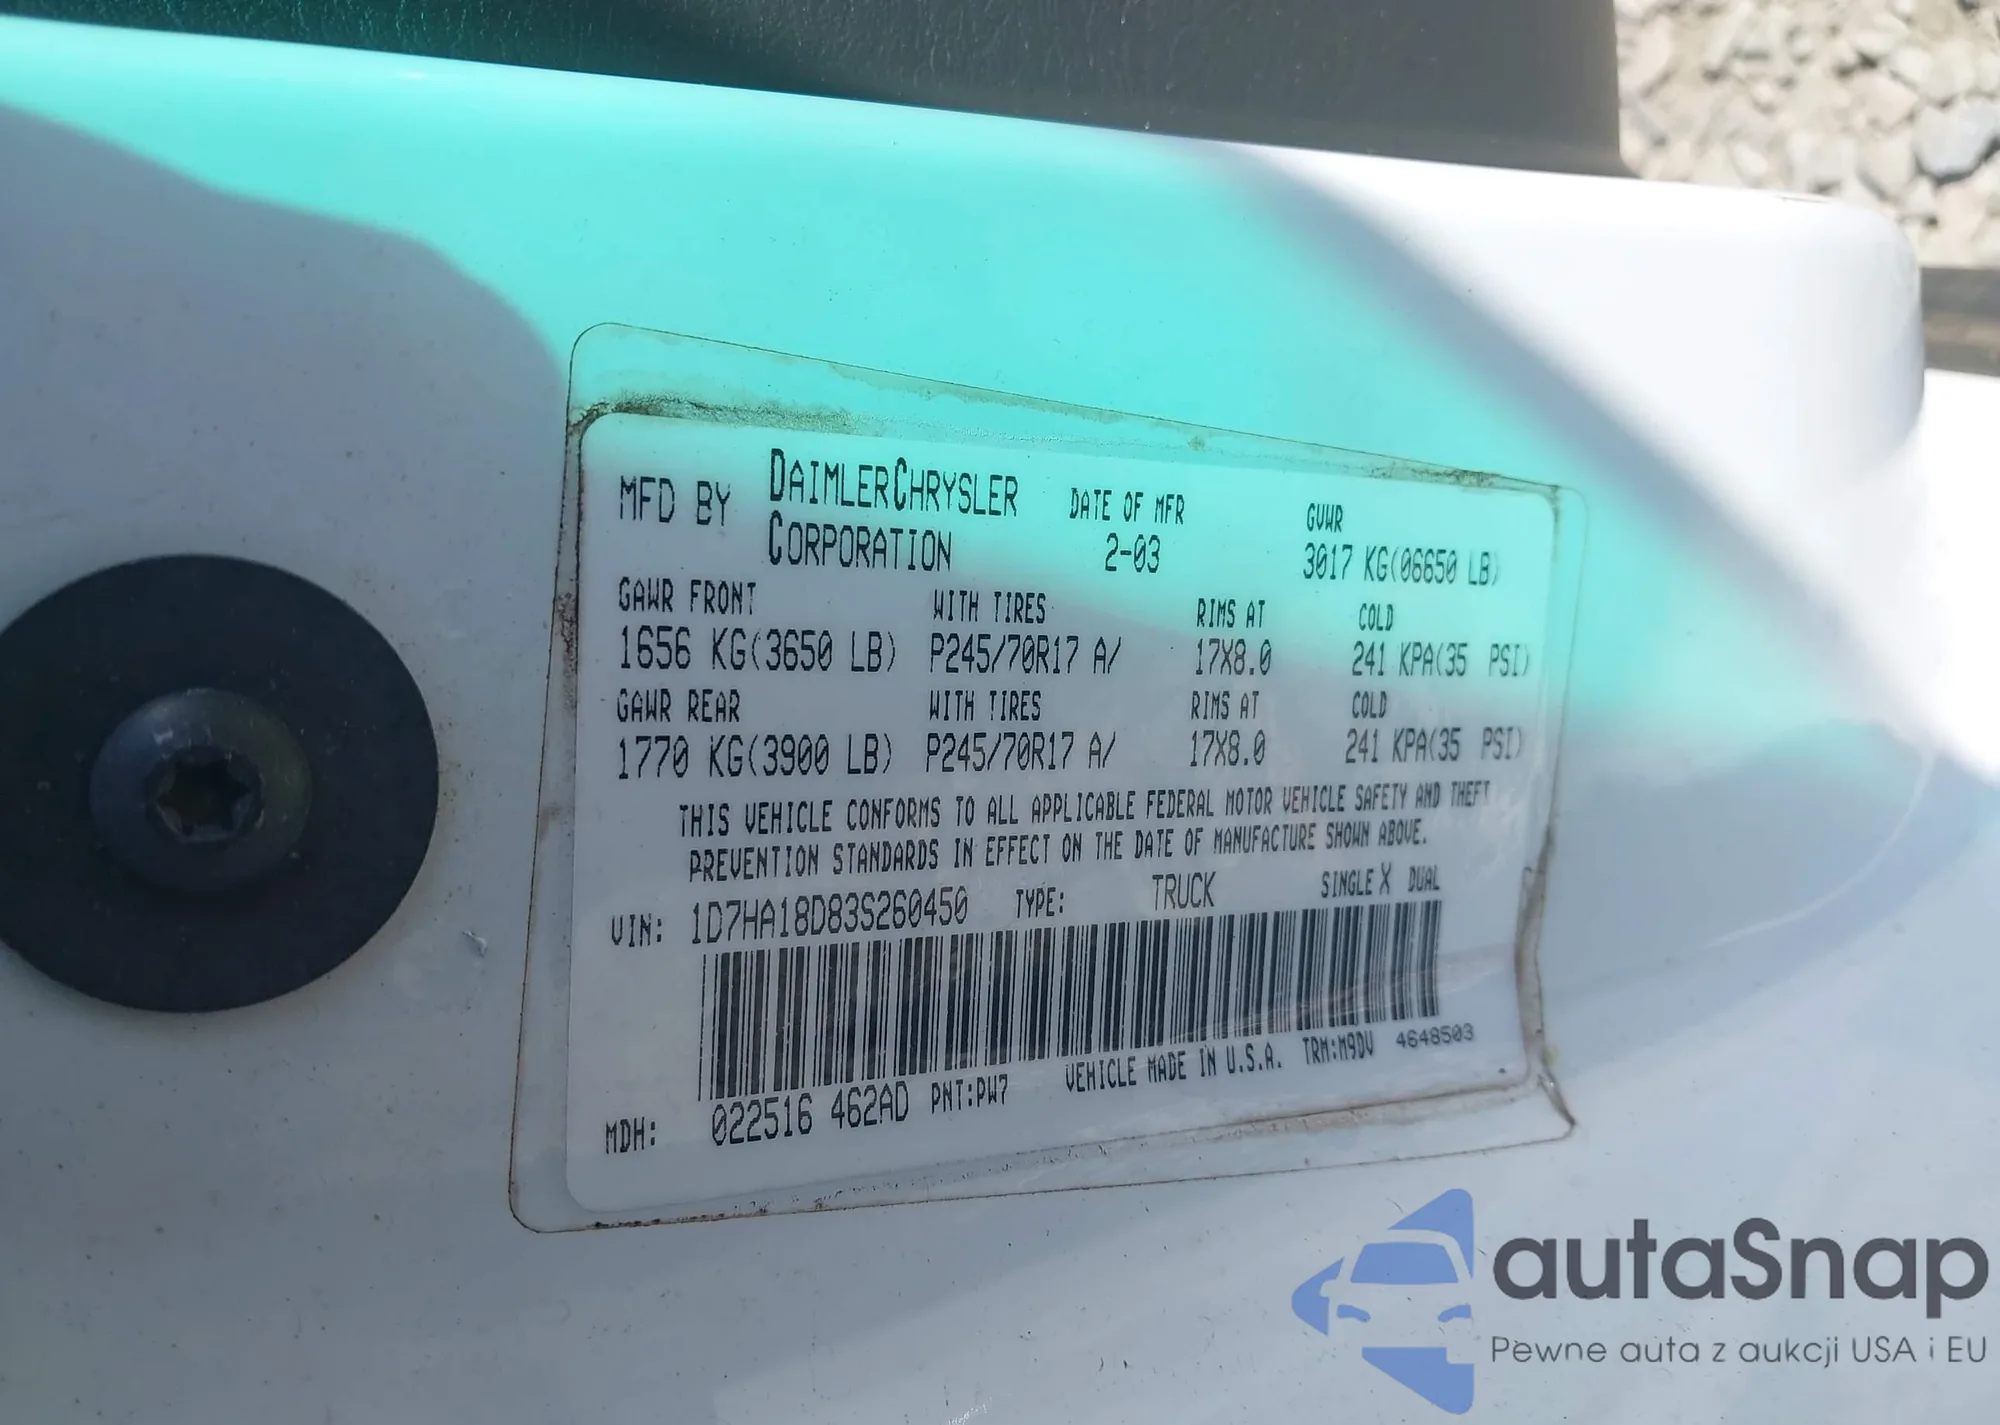 MFD BY DAIMLERCHRYSLER CORPORATION DATE OF MFR 2-03 GVWR 3017 KG(06650 LB)
GAWR FRONT WITH TIRES RIMS AT COLD
1656 KG(3650 LB) P245/70R17 A/ 17X8.0 241 KPA(35 PSI)
GAWR REAR WITH TIRES RIMS AT COLD
1770 KG(3900 LB) P245/70R17 A/ 17X8.0 241 KPA(35 PSI)
THIS VEHICLE CONFORMS TO ALL APPLICABLE FEDERAL MOTOR VEHICLE SAFETY AND THEFT
PREVENTION STANDARDS IN EFFECT ON THE DATE OF MANUFACTURE SHOWN ABOVE.
VIN: 1D7HA18D83S260450 TYPE: TRUCK SINGLE X DUAL
MDH: 022516 462AD PNT:PW7 VEHICLE MADE IN U.S.A. TRM:M9DV 4648503
autaSnap
Pewne auta z aukcji USA i EU